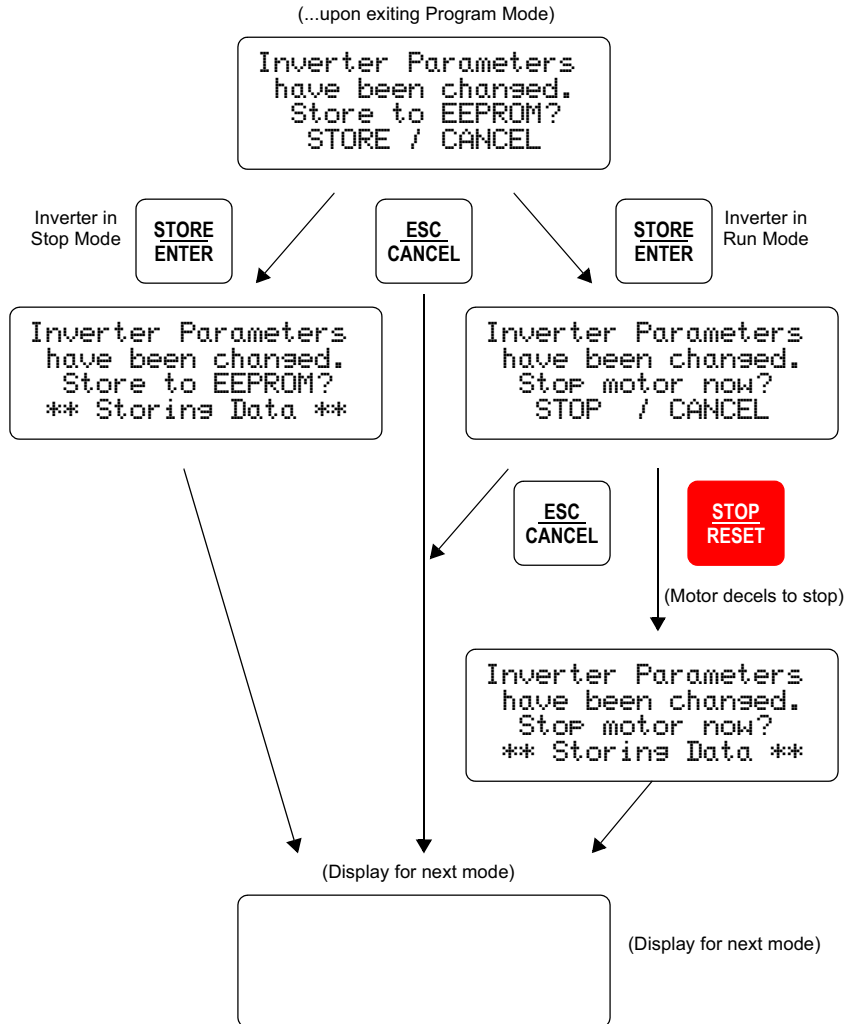 (...upon exiting Program Mode)
Inverter Parameters
have been changed.
Store to EEPROM?
STORE / CANCEL
Inverter in
Stop Mode
STORE
ENTER
ESC
CANCEL
STORE
ENTER
Inverter in
Run Mode
Inverter Parameters
have been changed.
Store to EEPROM?
** Storing Data **
Inverter Parameters
have been changed.
Stop motor now?
STOP / CANCEL
ESC
CANCEL
STOP
RESET
(Motor decels to stop)
Inverter Parameters
have been changed.
Stop motor now?
** Storing Data **
(Display for next mode)
(Display for next mode)